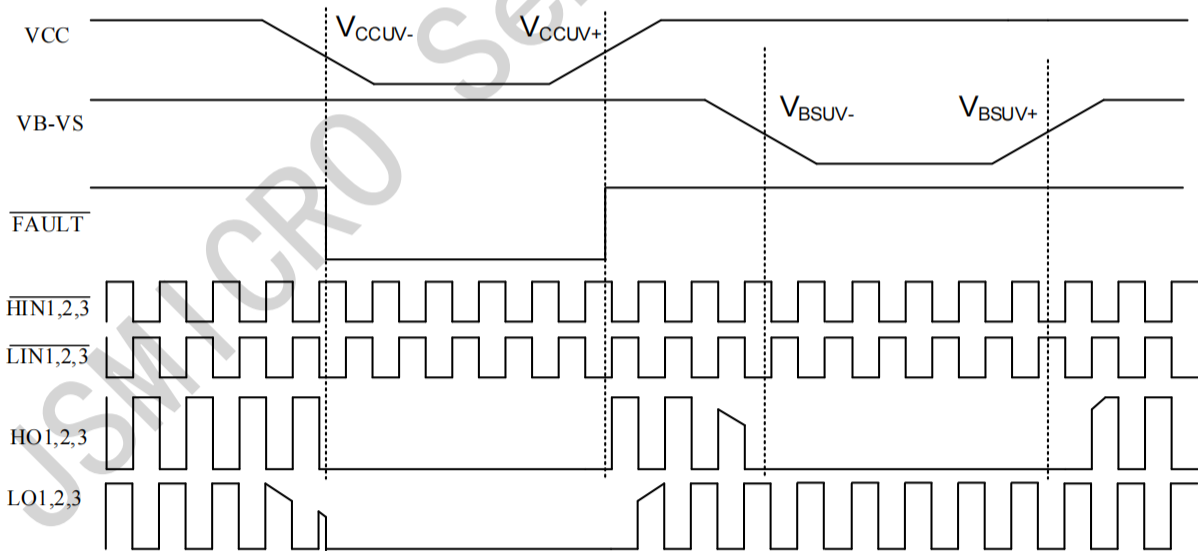 VCC
VCCUV-
VCCUV+
VB-VS
VBSUV-
VBSUV+
FAULT
HIN1,2,3
LIN1,2,3
HO1,2,3
LO1,2,3
JSMICRO Se